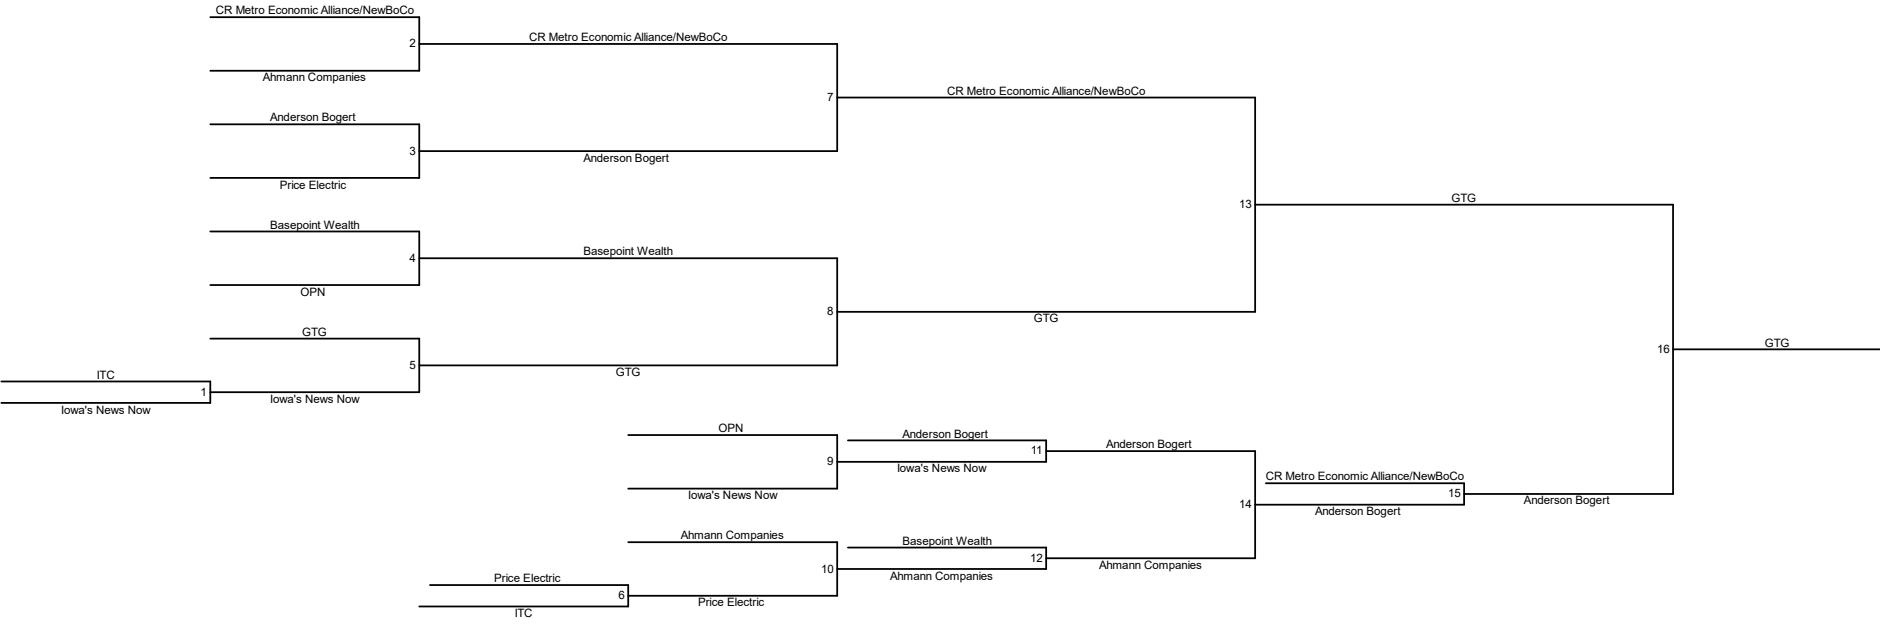 CR Metro Economic Alliance/NewBoCo
2
CR Metro Economic Alliance/NewBoCo
Ahmann Companies
7
CR Metro Economic Alliance/NewBoCo
Anderson Bogert
3
Anderson Bogert
Price Electric
13
GTG
Basepoint Wealth
4
Basepoint Wealth
OPN
8
GTG
GTG
5
GTG
ITC
1
Iowa's News Now
Iowa's News Now
16
GTG
OPN
9
Iowa's News Now
Anderson Bogert
11
Iowa's News Now
Anderson Bogert
14
CR Metro Economic Alliance/NewBoCo
15
Anderson Bogert
Anderson Bogert
Ahmann Companies
10
Basepoint Wealth
12
Ahmann Companies
Ahmann Companies
Price Electric
6
ITC
Price Electric